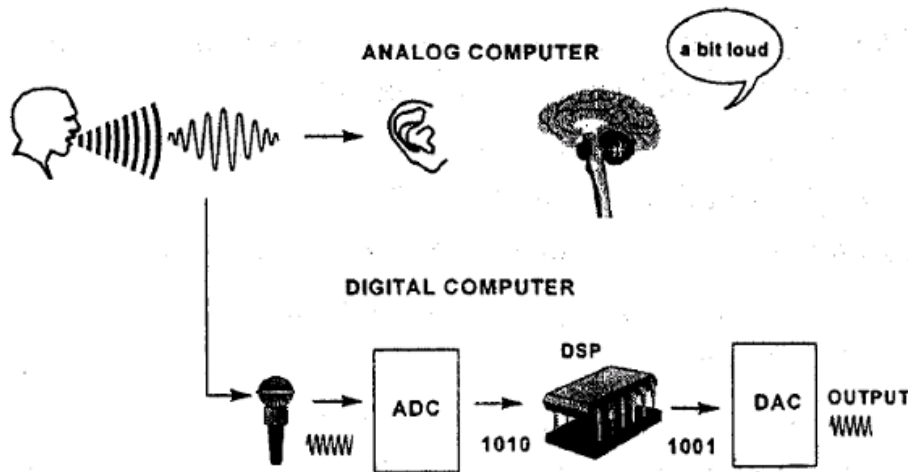 ANALOG COMPUTER
a bit loud
DIGITAL COMPUTER
DSP
ADC
DAC
OUTPUT
1010
1001